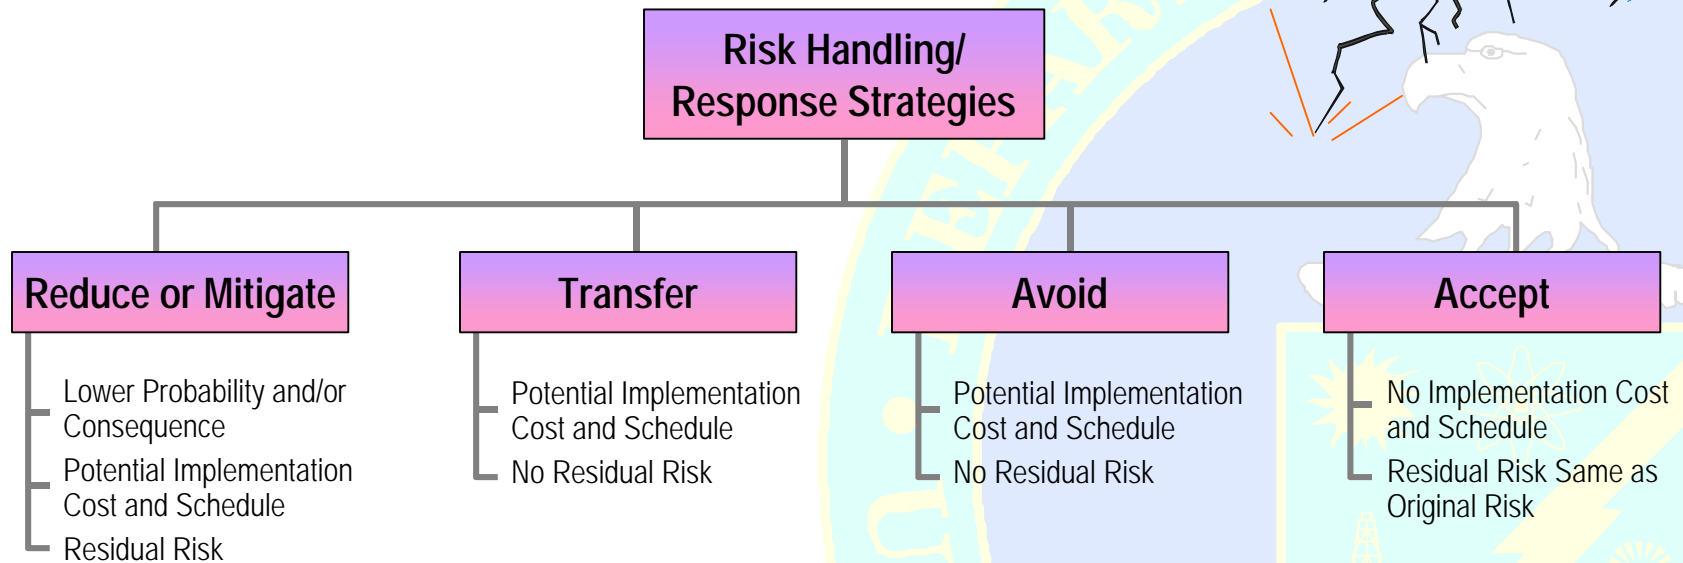 Risk Handling/
Response Strategies
Reduce or Mitigate
Lower Probability and/or
Consequence
Potential Implementation
Cost and Schedule
Residual Risk
Transfer
Potential Implementation
Cost and Schedule
No Residual Risk
Avoid
Potential Implementation
Cost and Schedule
No Residual Risk
Accept
No Implementation Cost
and Schedule
Residual Risk Same as
Original Risk